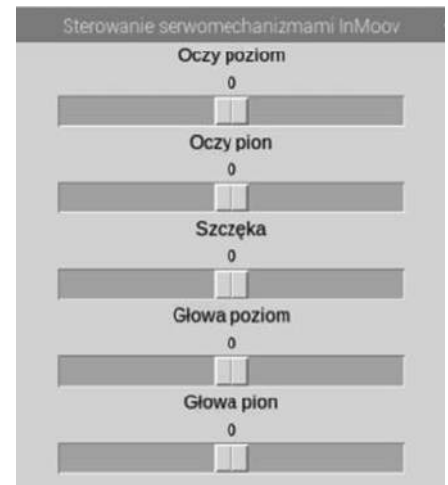 Sterowanie serwomechanizmami InMoov
Oczy poziom
0
Oczy pion
0
Szczęka
0
Głowa poziom
0
Głowa pion
0